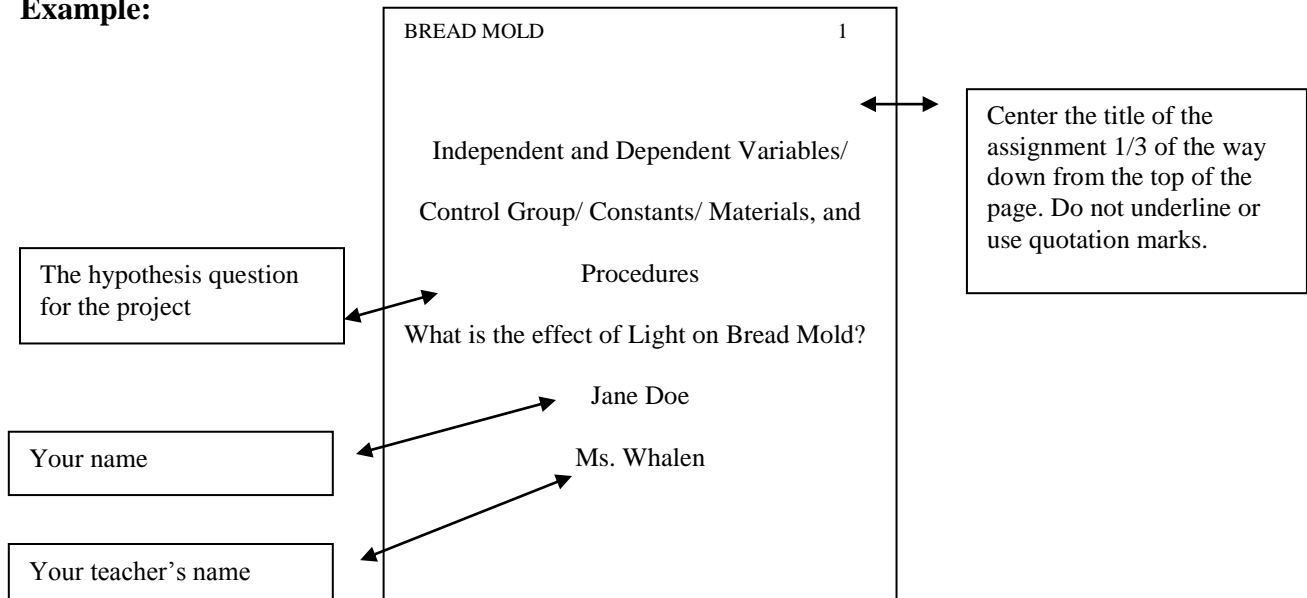 Example:
BREAD MOLD 1
Center the title of the
assignment 1/3 of the way
down from the top of the
page. Do not underline or
use quotation marks.
Independent and Dependent Variables/
Control Group/ Constants/ Materials, and
Procedures
The hypothesis question
for the project
What is the effect of Light on Bread Mold?
Jane Doe
Your name
Ms. Whalen
Your teacher's name